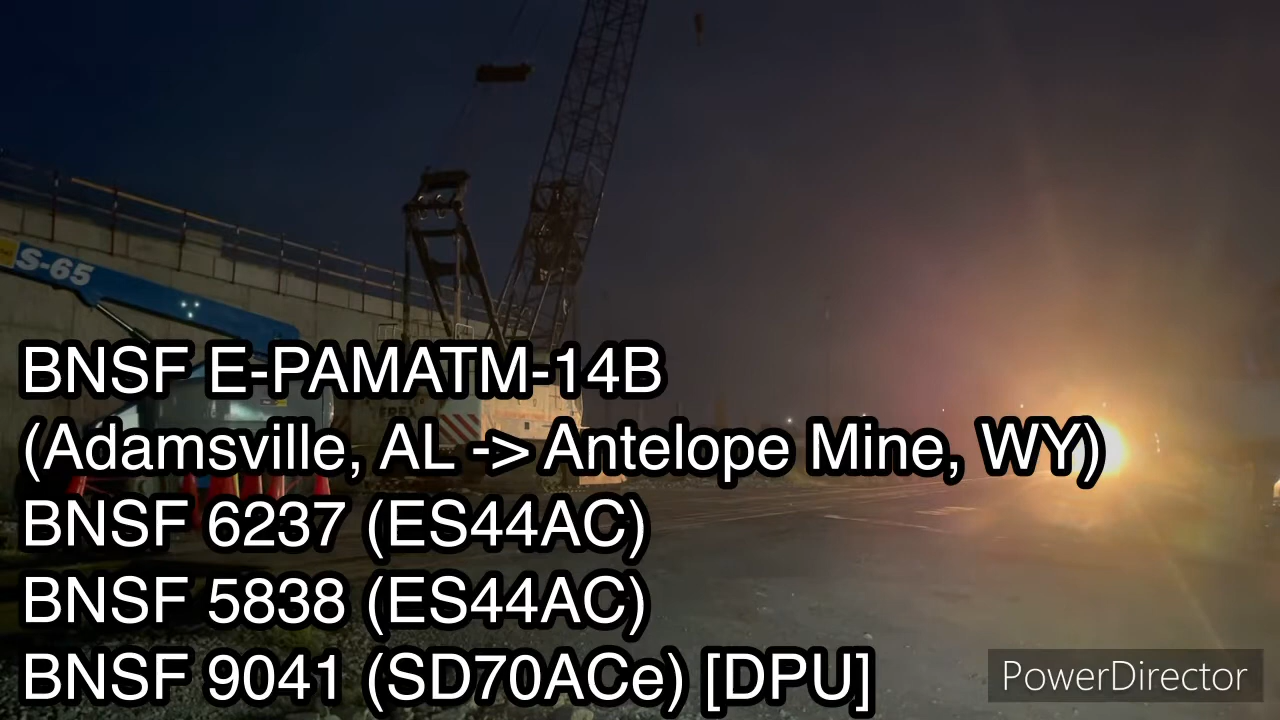 S-65
BNSF E-PAMATM-14B
(Adamsville, AL -> Antelope Mine, WY)
BNSF 6237 (ES44AC)
BNSF 5838 (ES44AC)
BNSF 9041 (SD70ACe) [DPU]
PowerDirector